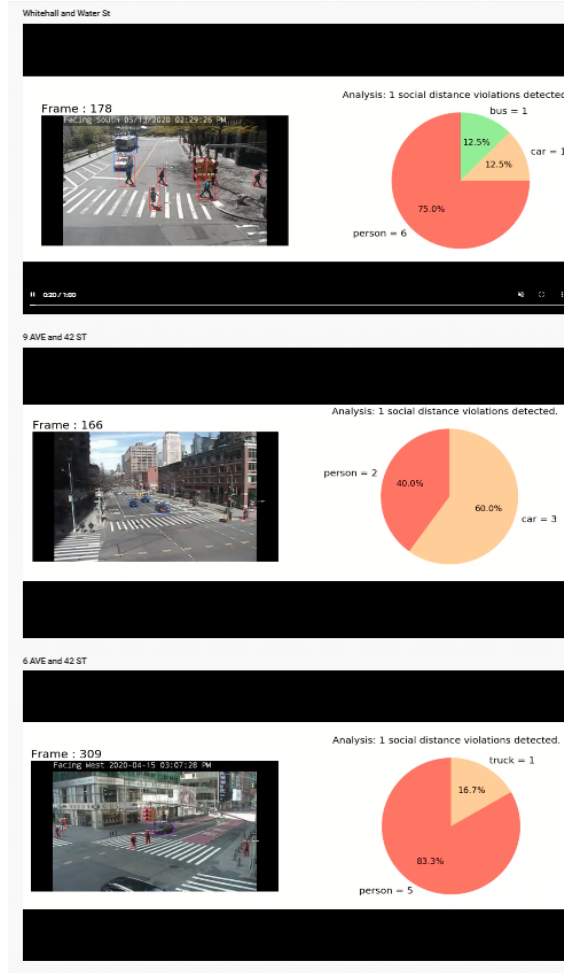 Whitehall and Water St
Analysis: 1 social distance violations detected
Frame : 178
Facing South 05/13/2020 02:29:26 PM
bus = 1
12.5%
car = 1
12.5%
75.0%
person = 6
0:20 / 1:00
9 AVE and 42 ST
Analysis: 1 social distance violations detected.
Frame : 166
person = 2
40.0%
60.0%
car = 3
6 AVE and 42 ST
Analysis: 1 social distance violations detected.
Frame : 309
truck = 1
Facing West 2020-04-15 03:07:28 PM
16.7%
83.3%
person = 5